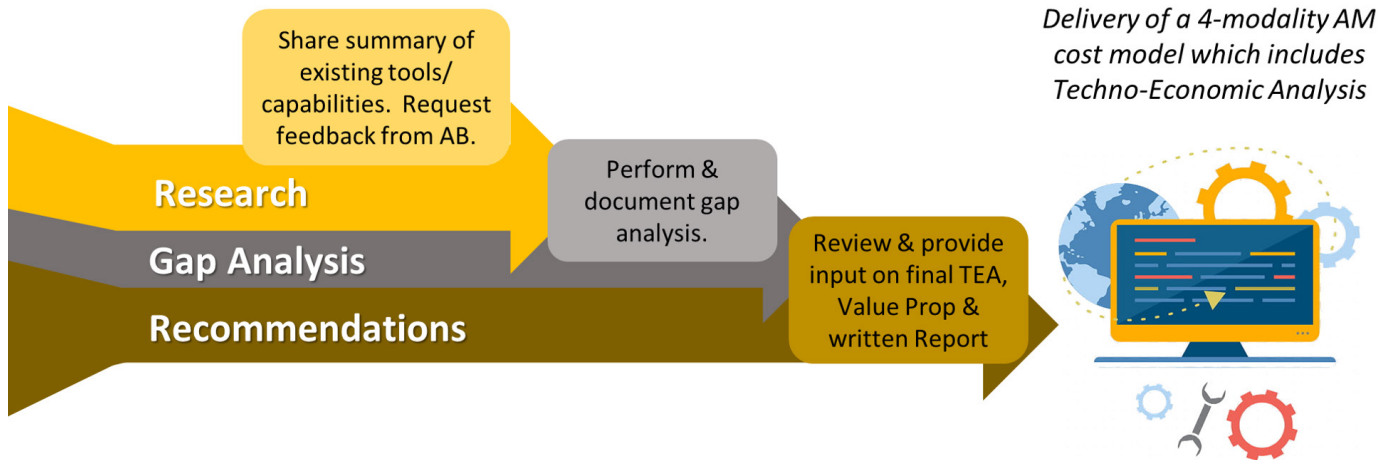 Share summary of
existing tools/
capabilities.  Request
feedback from AB.
Research
Perform &
document gap
analysis.
Gap Analysis
Review & provide
input on final TEA,
Value Prop &
written Report
Recommendations
Delivery of a 4-modality AM
cost model which includes
Techno-Economic Analysis